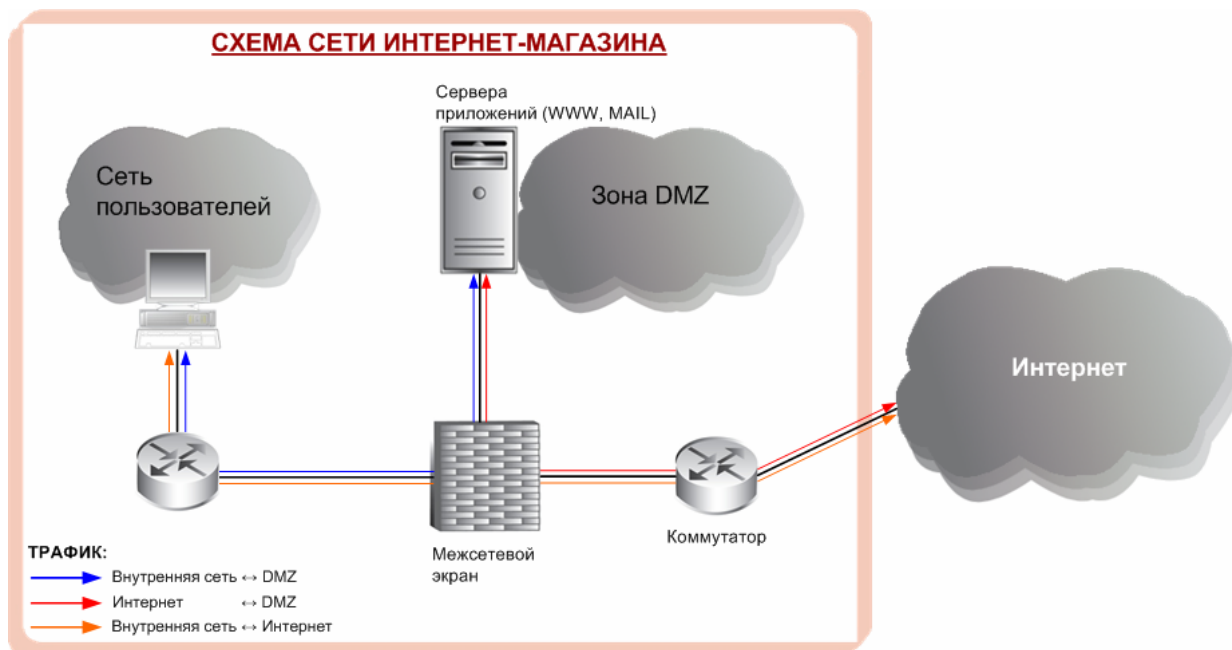 СХЕМА СЕТИ ИНТЕРНЕТ-МАГАЗИНА
Сервера
приложений (WWW, MAIL)
Сеть
пользователей
Зона DMZ
Интернет
Коммутатор
Межсетевой
экран
ТРАФИК:
Внутренняя сеть ↔ DMZ
Интернет ↔ DMZ
Внутренняя сеть ↔ Интернет